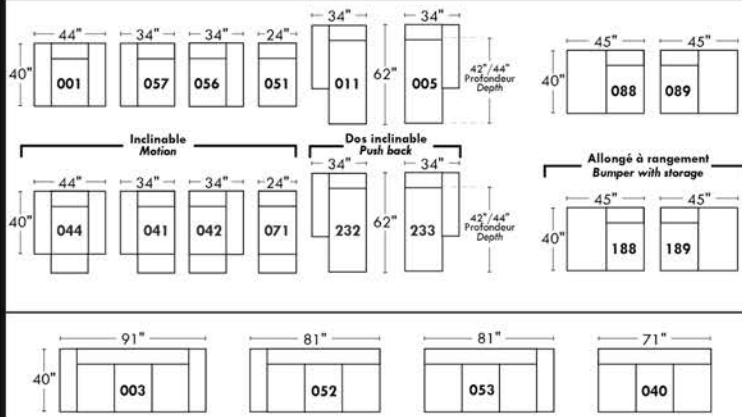 44" 34" 34" 24" 34" 34" 45" 45"
40" 001 057 056 051 011 62" 005 42"/44" Profondeur Depth 40" 088 089
Inclinable
Motion
Dos inclinable
Push back
Allongé à rangement
Bumper with storage
44" 34" 34" 24" 34" 34" 45" 45"
40" 044 041 042 071 232 62" 233 42"/44" Profondeur Depth 40" 188 189
91" 81" 81" 71"
40" 003 052 053 040